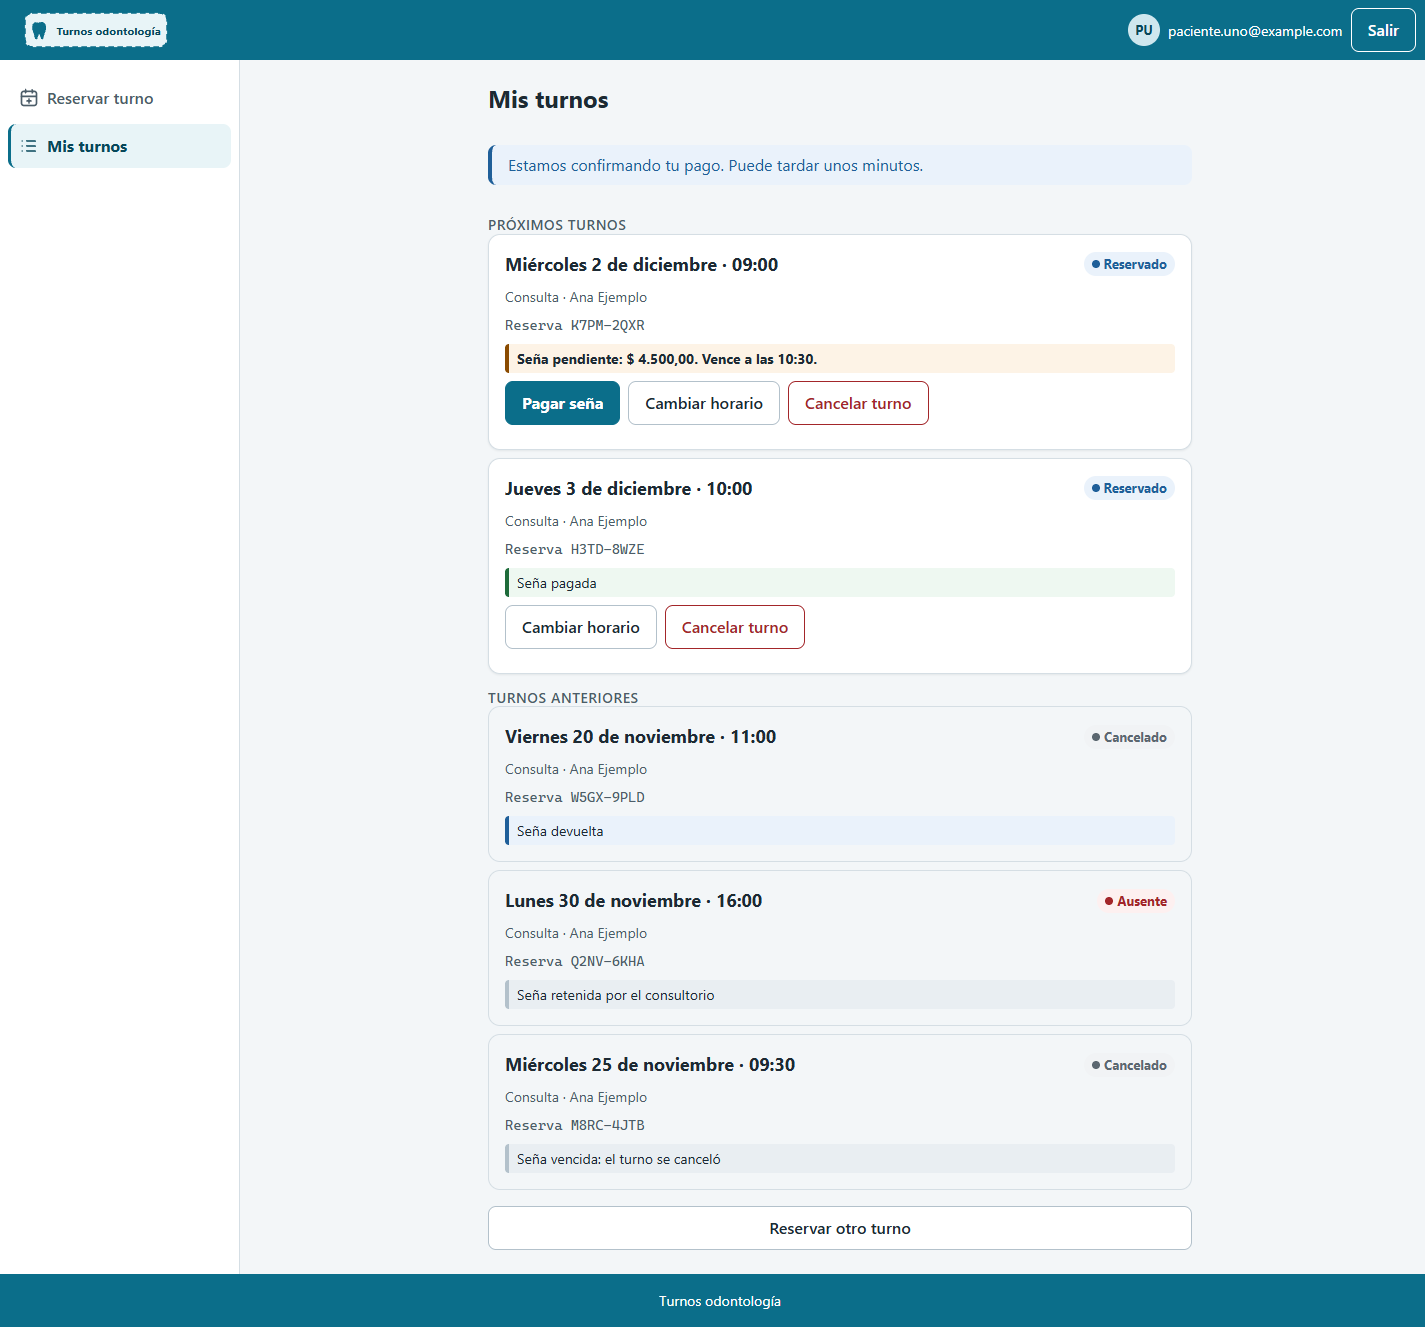 Turnos odontología
PU
paciente.uno@example.com
Salir
Reservar turno
Mis turnos
Mis turnos
Estamos confirmando tu pago. Puede tardar unos minutos.
PRÓXIMOS TURNOS
Miércoles 2 de diciembre · 09:00
Reservado
Consulta · Ana Ejemplo
Reserva K7PM-2QXR
Seña pendiente: $ 4.500,00. Vence a las 10:30.
Pagar seña
Cambiar horario
Cancelar turno
Jueves 3 de diciembre · 10:00
Reservado
Consulta · Ana Ejemplo
Reserva H3TD-8WZE
Seña pagada
Cambiar horario
Cancelar turno
TURNOS ANTERIORES
Viernes 20 de noviembre · 11:00
Cancelado
Consulta · Ana Ejemplo
Reserva W5GX-9PLD
Seña devuelta
Lunes 30 de noviembre · 16:00
Ausente
Consulta · Ana Ejemplo
Reserva Q2NV-6KHA
Seña retenida por el consultorio
Miércoles 25 de noviembre · 09:30
Cancelado
Consulta · Ana Ejemplo
Reserva M8RC-4JTB
Seña vencida: el turno se canceló
Reservar otro turno
Turnos odontología